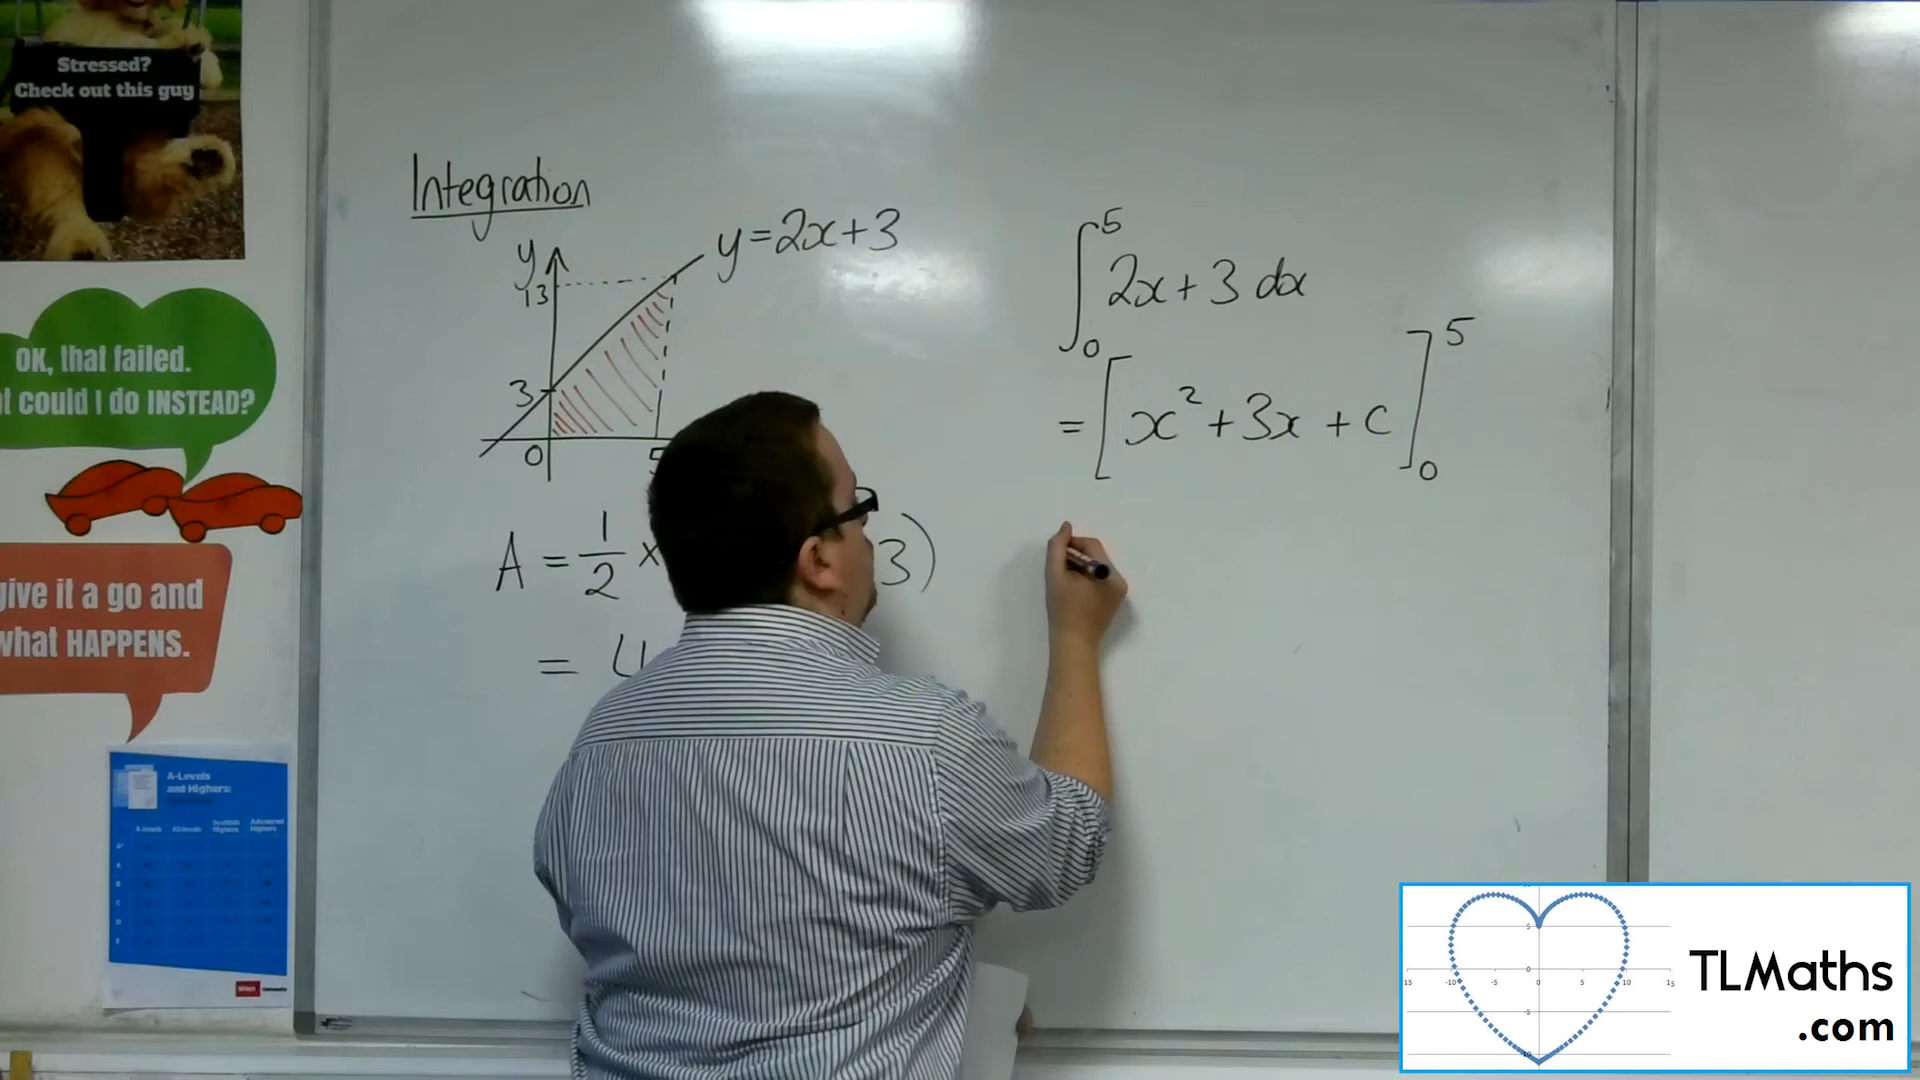 Stressed?
Check out this guy
OK, that failed.
could I do INSTEAD?
give it a go and
what HAPPENS.
A-Levels
and Highers:
Integration
y
y=2x+3
13
3
0
A = 1/2 ×
3)
=
∫₀⁵ 2x+3 dx
= [x²+3x+c]₀⁵
TLMaths
.com